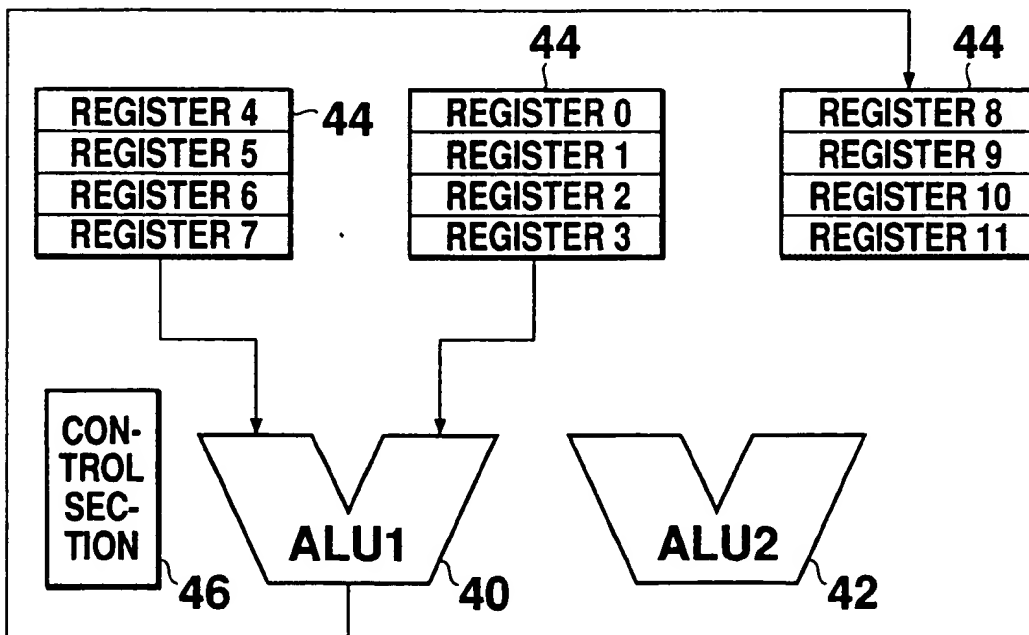 44
44
REGISTER 4
REGISTER 5
REGISTER 6
REGISTER 7
44
REGISTER 0
REGISTER 1
REGISTER 2
REGISTER 3
REGISTER 8
REGISTER 9
REGISTER 10
REGISTER 11
CON-
TROL
SEC-
TION
46
ALU1
40
ALU2
42